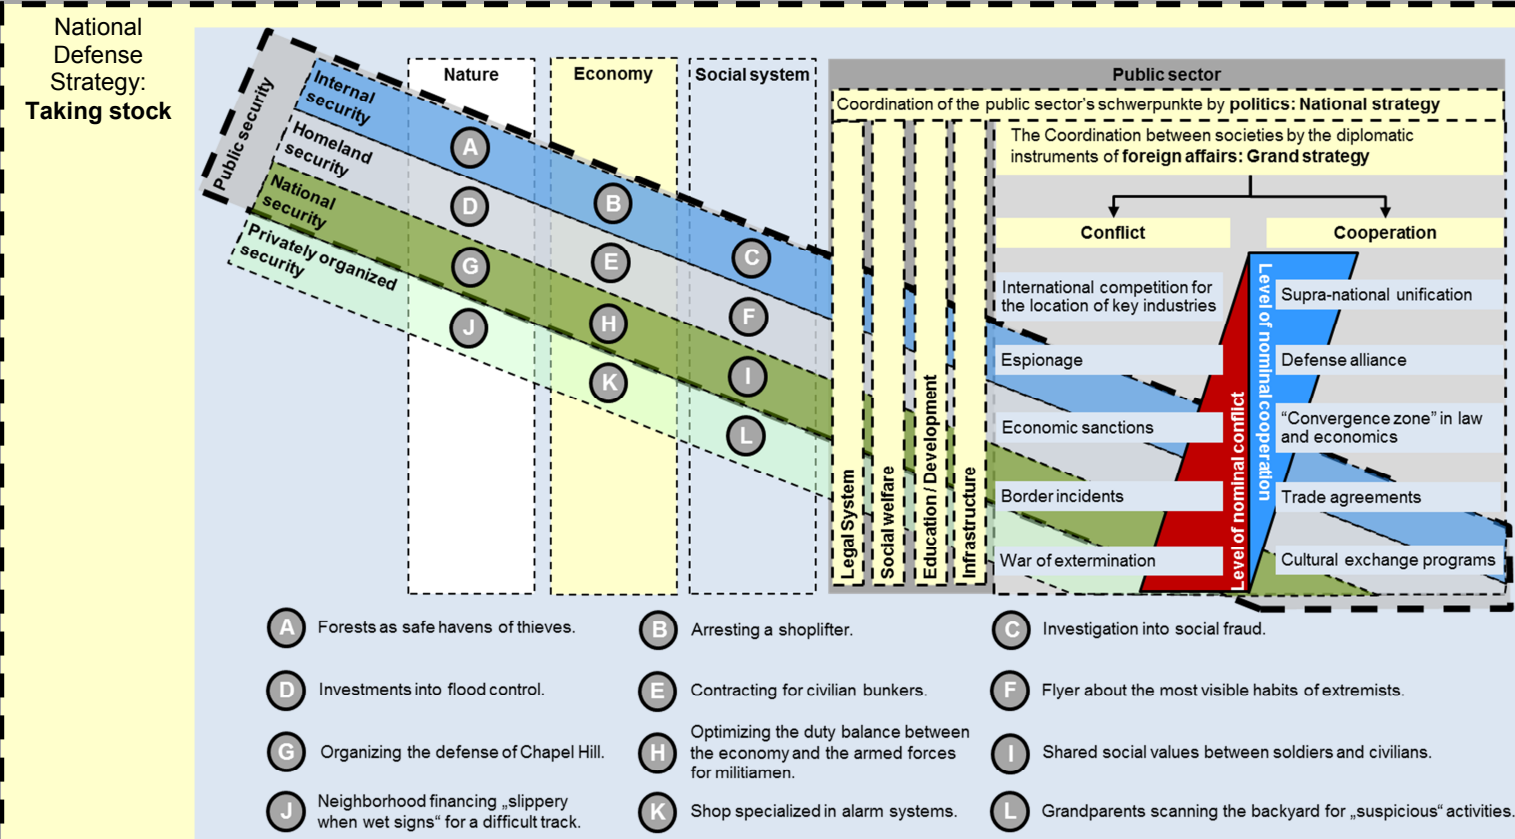 National
Defense
Strategy:
Taking stock
Public security
Internal
security
Homeland
security
National
security
Privately organized
security
Nature
Economy
Social system
Public sector
Coordination of the public sector's schwerpunkte by politics: National strategy
The Coordination between societies by the diplomatic
instruments of foreign affairs: Grand strategy
Conflict
Cooperation
A
B
C
D
E
F
G
H
I
J
K
L
Legal System
Social welfare
Education / Development
Infrastructure
International competition for
the location of key industries
Espionage
Economic sanctions
Border incidents
War of extermination
Level of nominal conflict
Level of nominal cooperation
Supra-national unification
Defense alliance
“Convergence zone” in law
and economics
Trade agreements
Cultural exchange programs
A Forests as safe havens of thieves.
B Arresting a shoplifter.
C Investigation into social fraud.
D Investments into flood control.
E Contracting for civilian bunkers.
F Flyer about the most visible habits of extremists.
G Organizing the defense of Chapel Hill.
H Optimizing the duty balance between
the economy and the armed forces
for militiamen.
I Shared social values between soldiers and civilians.
J Neighborhood financing „slippery
when wet signs“ for a difficult track.
K Shop specialized in alarm systems.
L Grandparents scanning the backyard for „suspicious“ activities.